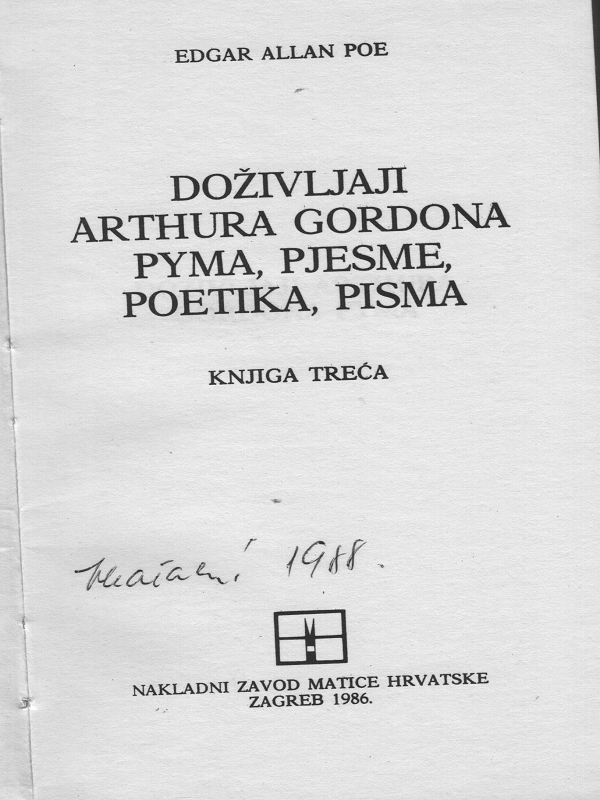 EDGAR ALLAN POE
DOŽIVLJAJI
ARTHURA GORDONA
PYMA, PJESME,
POETIKA, PISMA
KNJIGA TREĆA
1988.
NAKLADNI ZAVOD MATICE HRVATSKE
ZAGREB 1986.